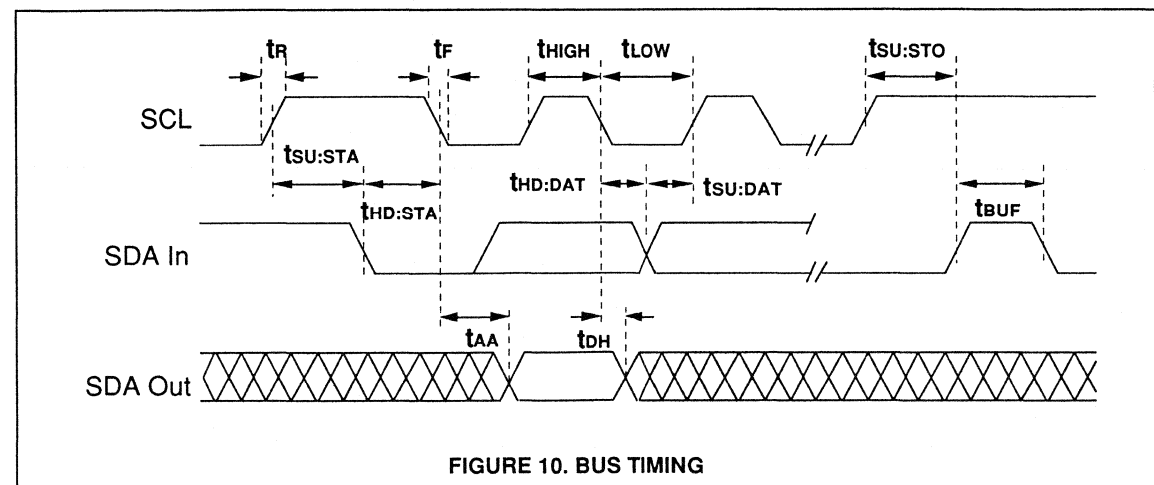 tR tF tHIGH tLOW tSU:STO
SCL
tSU:STA tHD:DAT tSU:DAT
tHD:STA tBUF
SDA In
tAA tDH
SDA Out
FIGURE 10. BUS TIMING